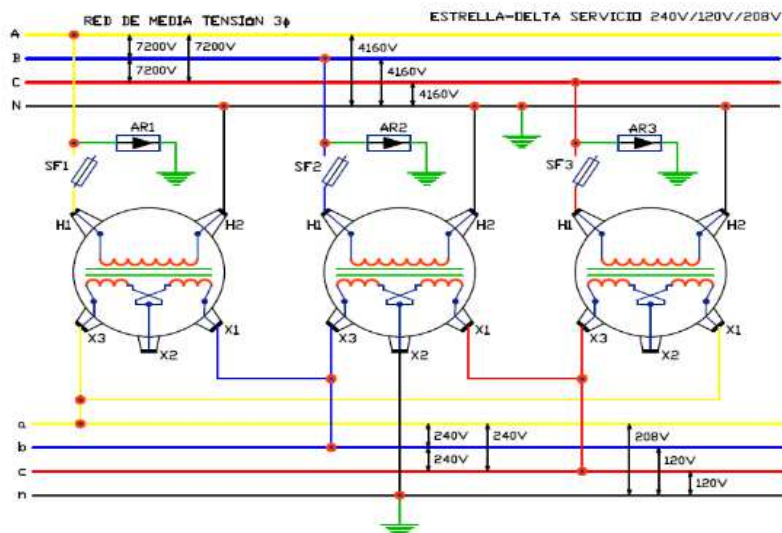 RED DE MEDIA TENSIÓN 3ϕ
ESTRELLA-DELTA SERVICIO 240V/120V/208V
A
7200V
7200V
4160V
B
7200V
4160V
C
4160V
N
AR1
AR2
AR3
SF1
SF2
SF3
H1
H2
H1
H2
H1
H2
X3
X2
X1
X3
X2
X1
X3
X2
X1
a
240V
240V
208V
b
240V
120V
c
120V
n